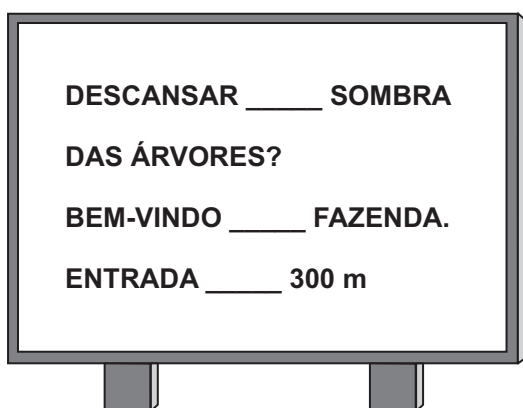 DESCANSAR _____ SOMBRA
DAS ÁRVORES?
BEM-VINDO _____ FAZENDA.
ENTRADA _____ 300 m